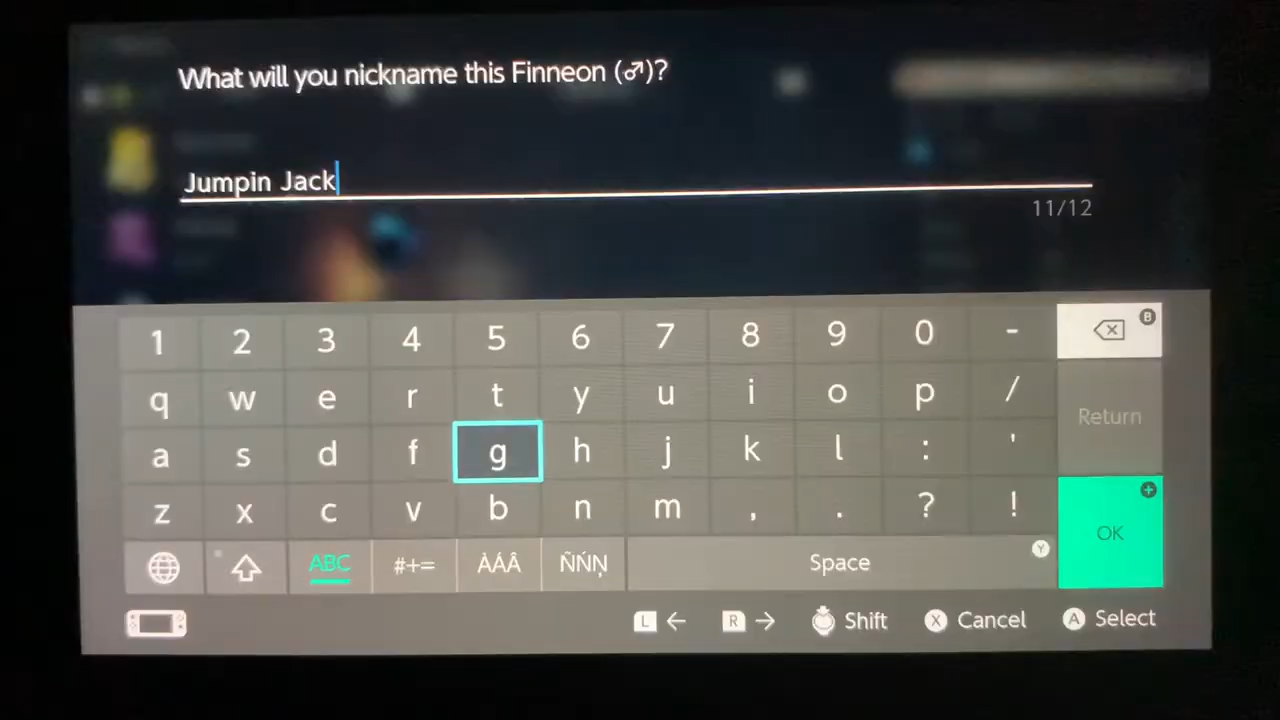 What will you nickname this Finneon (♂)?
Jumpin Jack
11/12
1 2 3 4 5 6 7 8 9 0 - B
q w e r t y u i o p / Return
a s d f g h j k l : '
z x c v b n m , . ? ! + OK
ABC #+= ÀÁÂ ÑŃŅ Space Y
L ← R → Shift X Cancel A Select